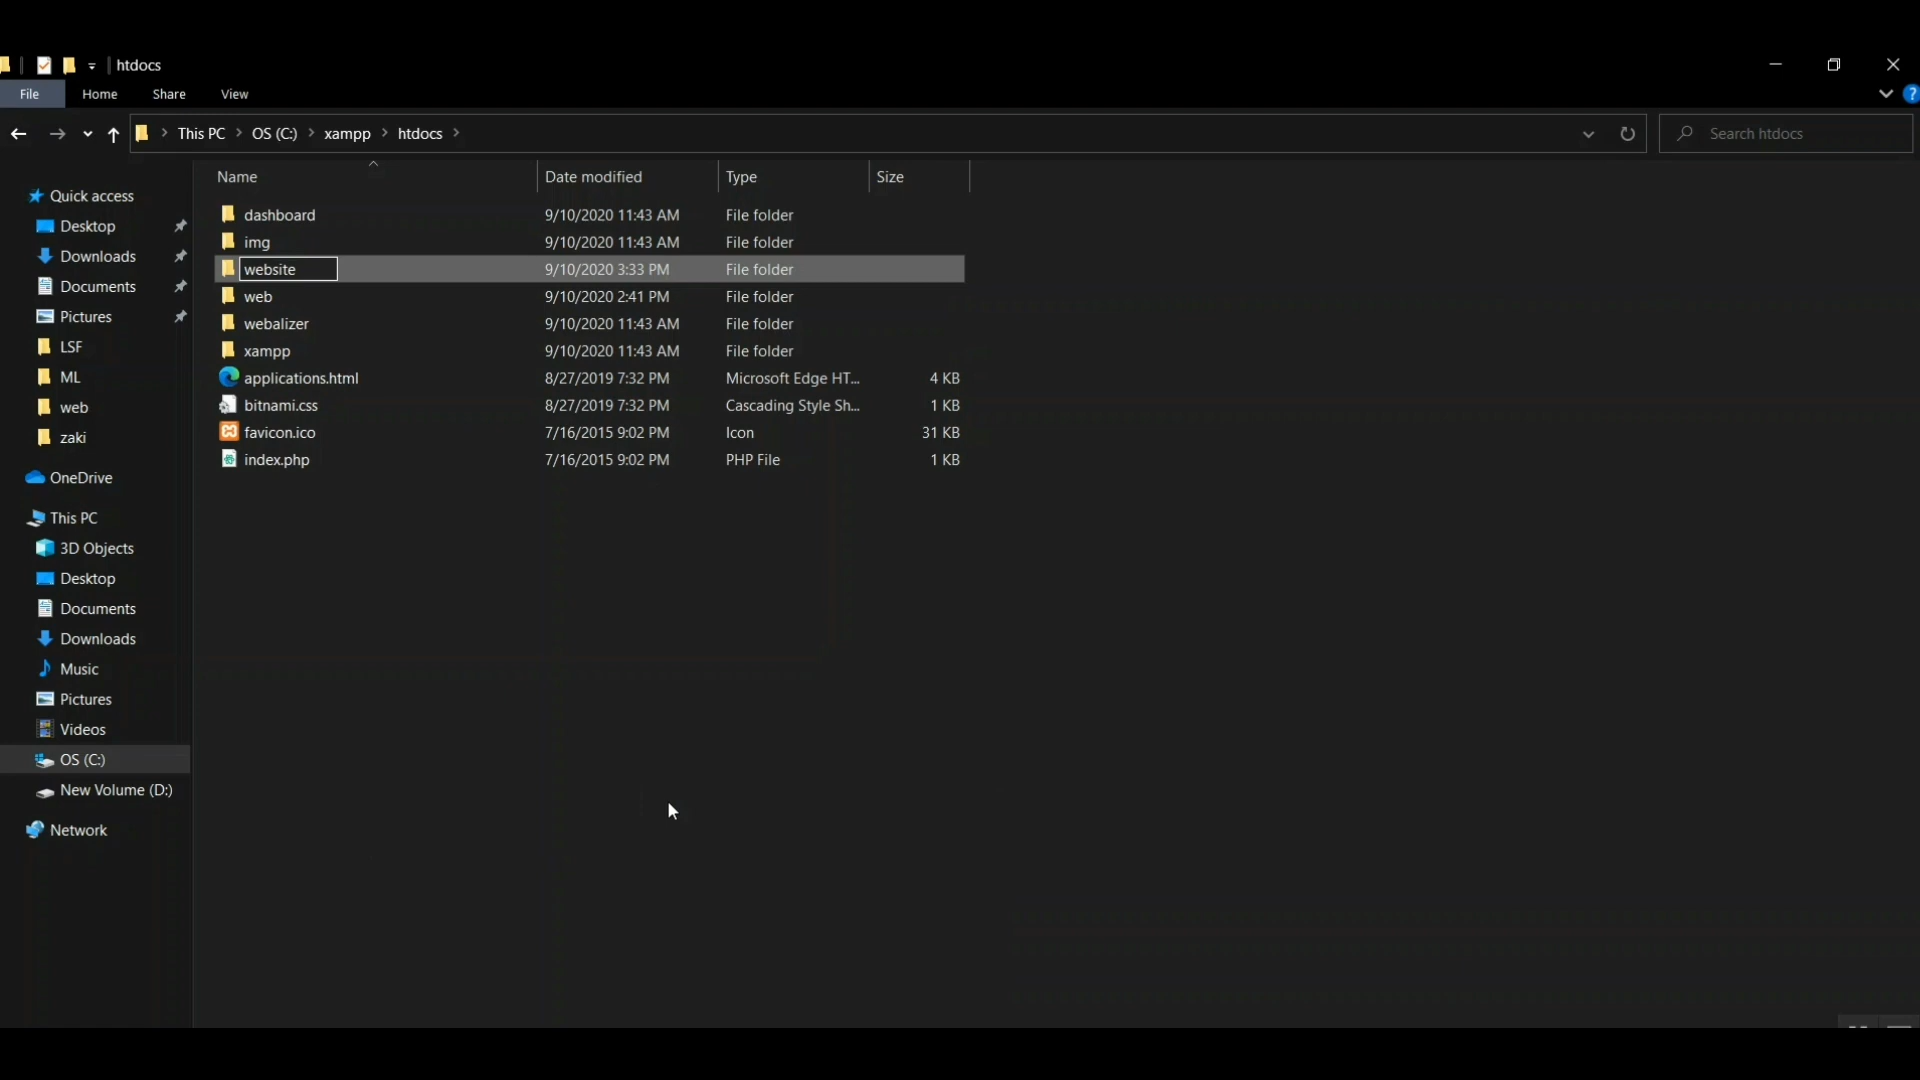 htdocs
File Home Share View ?
This PC OS (C:) xampp htdocs Search htdocs
Name Date modified Type Size
Quick access
Desktop
Downloads
Documents
Pictures
LSF
ML
web
zaki
OneDrive
This PC
3D Objects
Desktop
Documents
Downloads
Music
Pictures
Videos
OS (C:)
New Volume (D:)
Network
dashboard 9/10/2020 11:43 AM File folder
img 9/10/2020 11:43 AM File folder
website 9/10/2020 3:33 PM File folder
web 9/10/2020 2:41 PM File folder
webalizer 9/10/2020 11:43 AM File folder
xampp 9/10/2020 11:43 AM File folder
applications.html 8/27/2019 7:32 PM Microsoft Edge HT... 4 KB
bitnami.css 8/27/2019 7:32 PM Cascading Style Sh... 1 KB
favicon.ico 7/16/2015 9:02 PM Icon 31 KB
index.php 7/16/2015 9:02 PM PHP File 1 KB